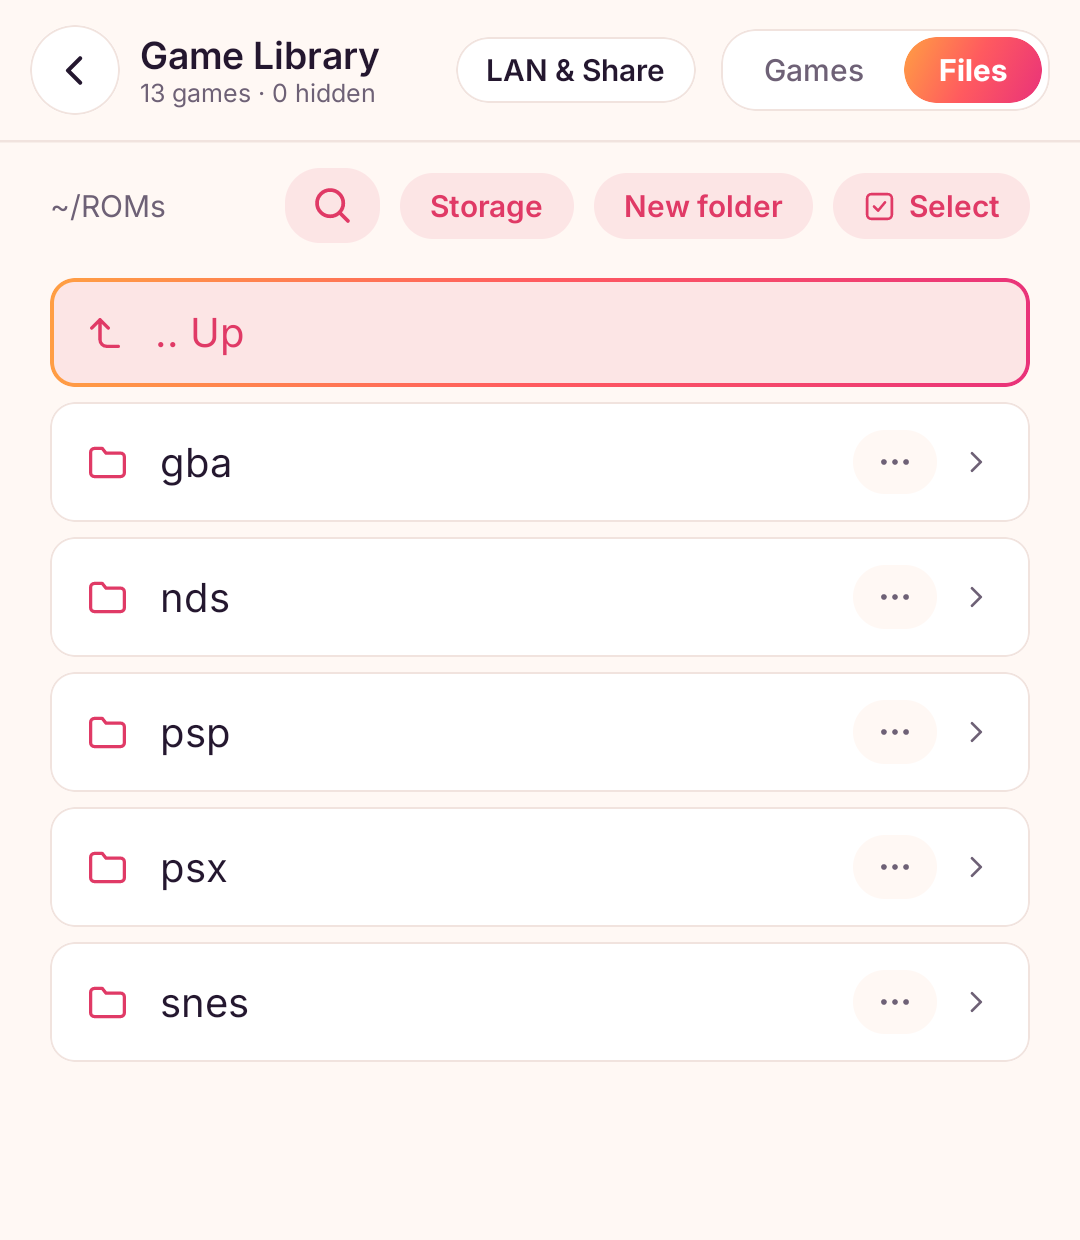 Game Library
13 games · 0 hidden
LAN & Share
Games
Files
~/ROMs
Storage
New folder
Select
.. Up
gba
nds
psp
psx
snes